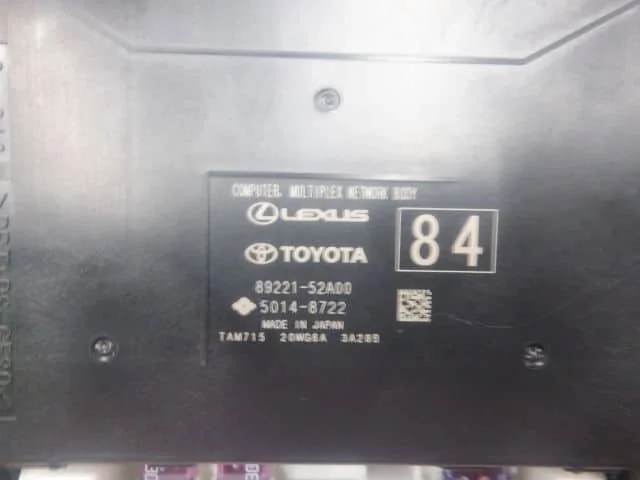 COMPUTER, MULTIPLEX NETWORK BODY
LEXUS
84
TOYOTA
89221-52A00
5014-8722
MADE IN JAPAN
TAM715 20WG6A 3A28B